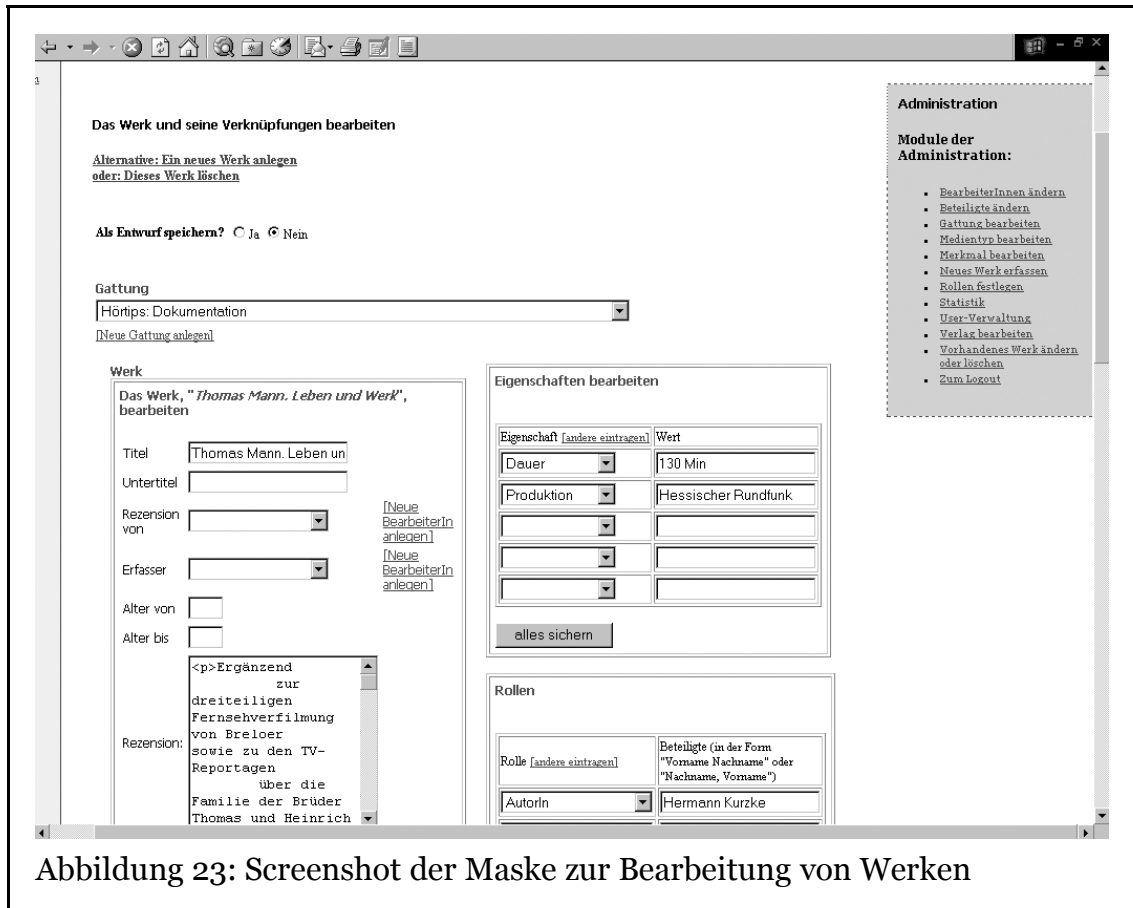 Das Werk und seine Verknüpfungen bearbeiten
Alternative: Ein neues Werk anlegen
oder: Dieses Werk löschen
Als Entwurf speichern? Ja Nein
Gattung
Hörtips: Dokumentation
[Neue Gattung anlegen]
Werk
Das Werk, "Thomas Mann. Leben und Werk",
bearbeiten
Titel Thomas Mann. Leben un
Untertitel
Rezension
von
[Neue
BearbeiterIn
anlegen]
Erfasser
[Neue
BearbeiterIn
anlegen]
Alter von
Alter bis
Rezension:
<p>Ergänzend
zur
dreiteiligen
Fernsehverfilmung
von Breloer
sowie zu den TV-
Reportagen
über die
Familie der Brüder
Thomas und Heinrich
Eigenschaften bearbeiten
Eigenschaft [andere eintragen] Wert
Dauer 130 Min
Produktion Hessischer Rundfunk
alles sichern
Rollen
Rolle [andere eintragen]
Beteiligte (in der Form
"Vorname Nachname" oder
"Nachname, Vorname")
AutorIn Hermann Kurzke
Administration
Module der
Administration:
BearbeiterInnen ändern
Beteiligte ändern
Gattung bearbeiten
Medientyp bearbeiten
Merkmal bearbeiten
Neues Werk erfassen
Rollen festlegen
Statistik
User-Verwaltung
Verlag bearbeiten
Vorhandenes Werk ändern
oder löschen
Zum Logout
Abbildung 23: Screenshot der Maske zur Bearbeitung von Werken